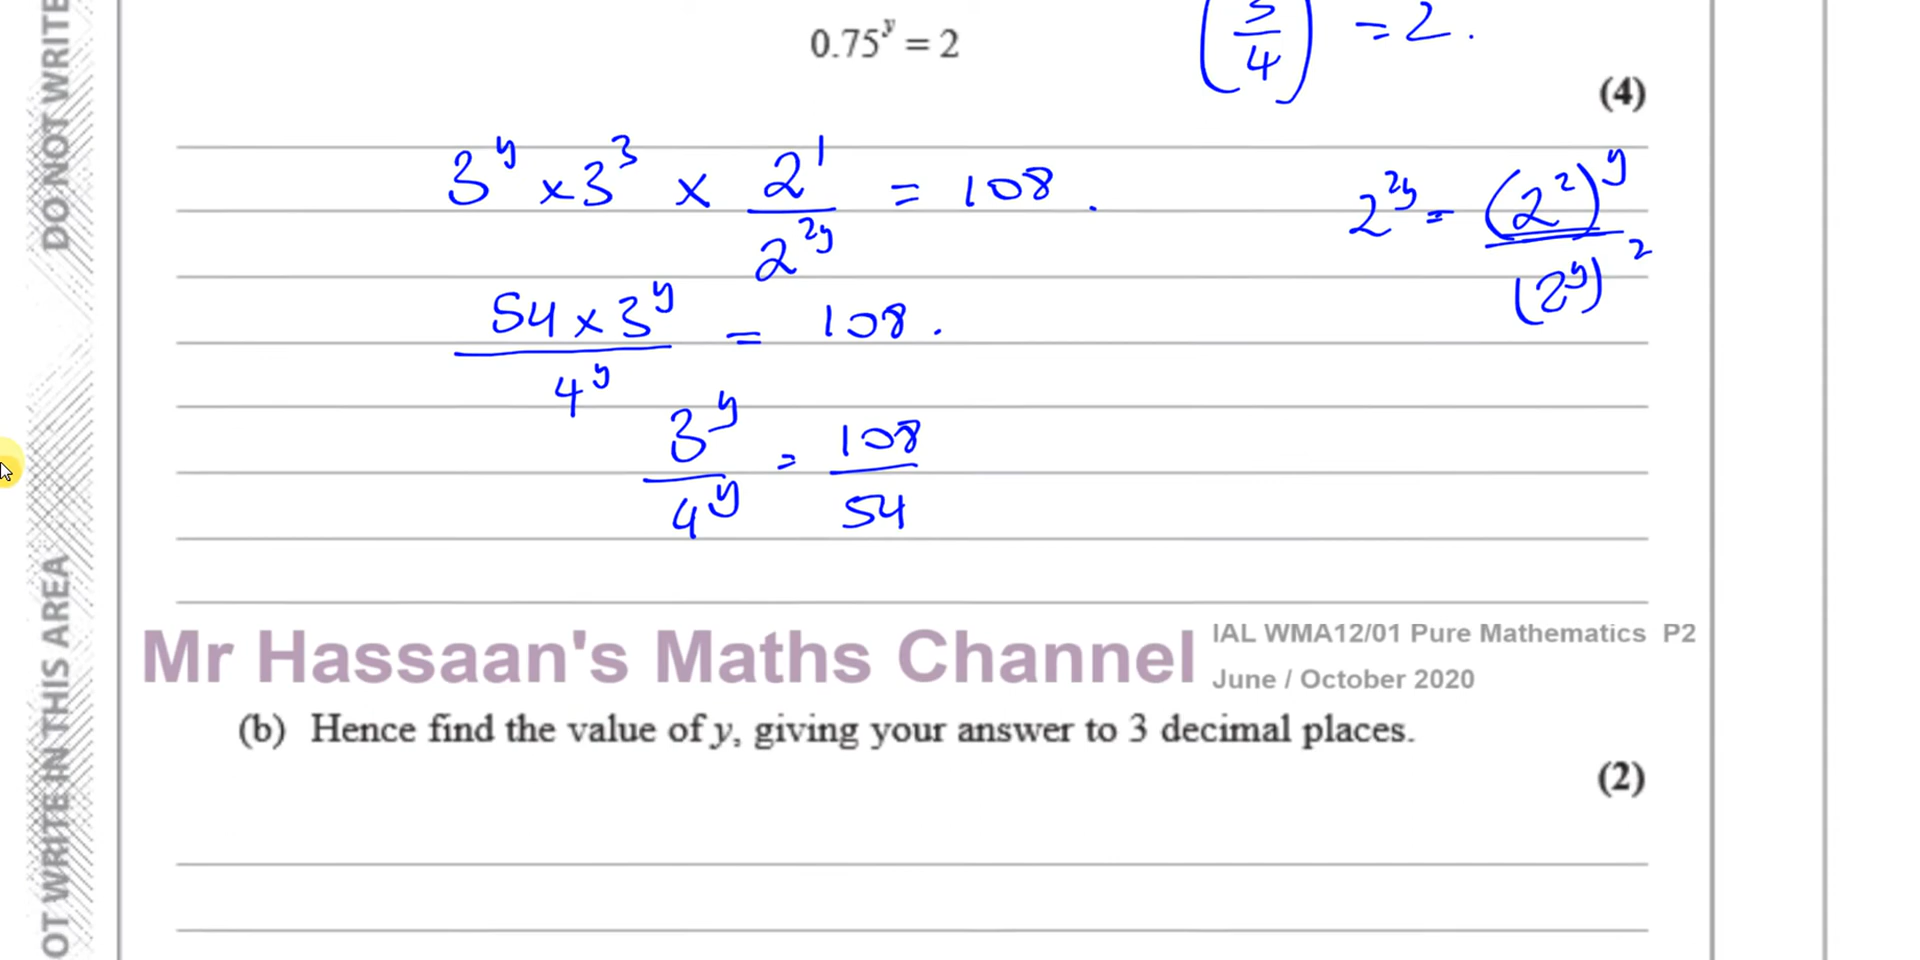 0.75^y = 2
(3/4) = 2.
(4)
3^y × 3^3 × 2^1/2^{2y} = 108.
2^{2y} = (2^2)^y
(2^y)^2
54 × 3^y / 4^y = 108.
3^y/4^y = 108/54
Mr Hassaan's Maths Channel
IAL WMA12/01 Pure Mathematics P2
June / October 2020
(b) Hence find the value of y, giving your answer to 3 decimal places.
(2)
DO NOT WRITE
OT WRITE IN THIS AREA